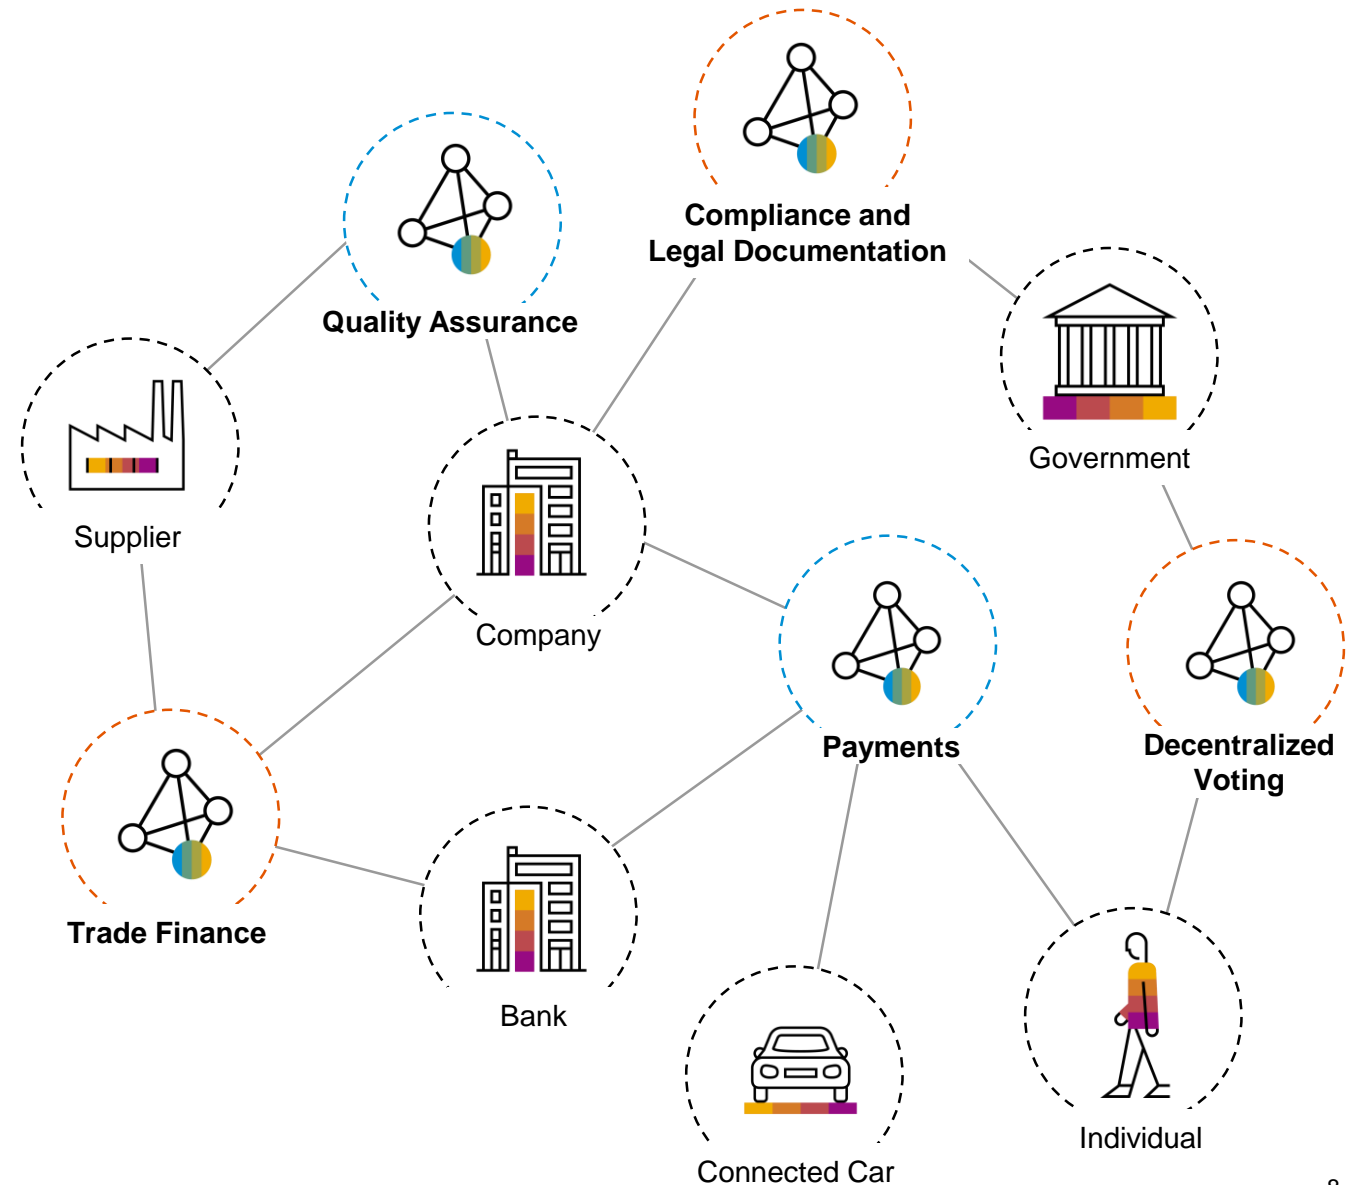 Compliance and
Legal Documentation
Quality Assurance
Government
Supplier
Company
Payments
Decentralized
Voting
Trade Finance
Bank
Individual
Connected Car